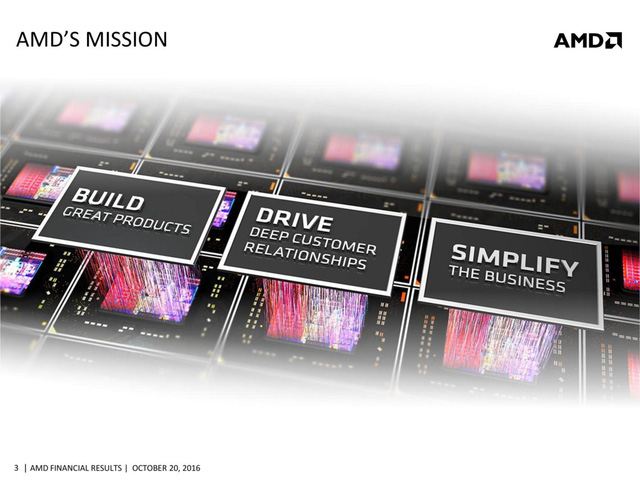 AMD'S MISSION
AMD
BUILD
GREAT PRODUCTS
DRIVE
DEEP CUSTOMER
RELATIONSHIPS
SIMPLIFY
THE BUSINESS
3 | AMD FINANCIAL RESULTS | OCTOBER 20, 2016